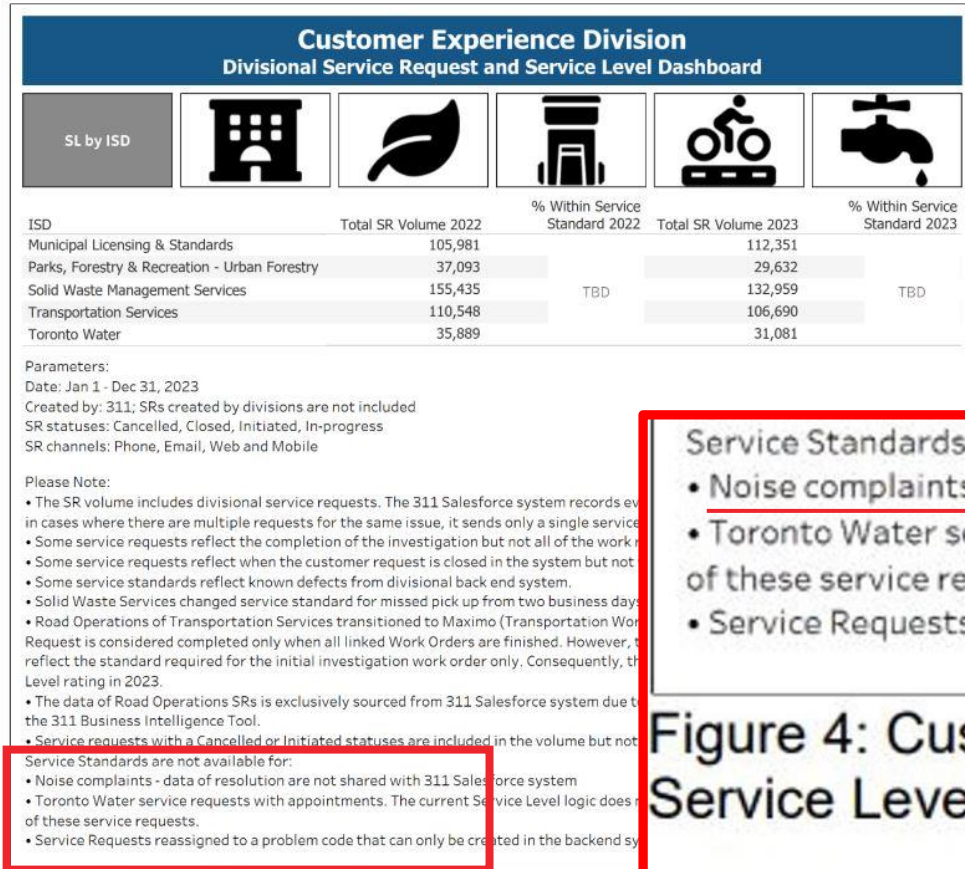 Customer Experience Division
Divisional Service Request and Service Level Dashboard
SL by ISD
ISD Total SR Volume 2022 % Within Service Standard 2022 Total SR Volume 2023 % Within Service Standard 2023
Municipal Licensing & Standards 105,981 112,351
Parks, Forestry & Recreation - Urban Forestry 37,093 29,632
Solid Waste Management Services 155,435 TBD 132,959 TBD
Transportation Services 110,548 106,690
Toronto Water 35,889 31,081
Parameters:
Date: Jan 1 - Dec 31, 2023
Created by: 311; SRs created by divisions are not included
SR statuses: Cancelled, Closed, Initiated, In-progress
SR channels: Phone, Email, Web and Mobile
Please Note:
• The SR volume includes divisional service requests. The 311 Salesforce system records
in cases where there are multiple requests for the same issue, it sends only a single service
• Some service requests reflect the completion of the investigation but not all of the work
• Some service requests reflect when the customer request is closed in the system but not
• Some service standards reflect known defects from divisional back end system.
• Solid Waste Services changed service standard for missed pick up from two business days
• Road Operations of Transportation Services transitioned to Maximo (Transportation
Request is considered completed only when all linked Work Orders are finished. However,
reflect the standard required for the initial investigation work order only. Consequently,
Level rating in 2023.
• The data of Road Operations SRs is exclusively sourced from 311 Salesforce system due
the 311 Business Intelligence Tool.
• Service requests with a Cancelled or Initiated statuses are included in the volume but not
Service Standards are not available for:
• Noise complaints - data of resolution are not shared with 311 Salesforce system
• Toronto Water service requests with appointments. The current Service Level logic does
of these service requests.
• Service Requests reassigned to a problem code that can only be created in the backend
Service Standards
• Noise complaints
• Toronto Water
of these service
• Service Requests
Figure 4:
Service